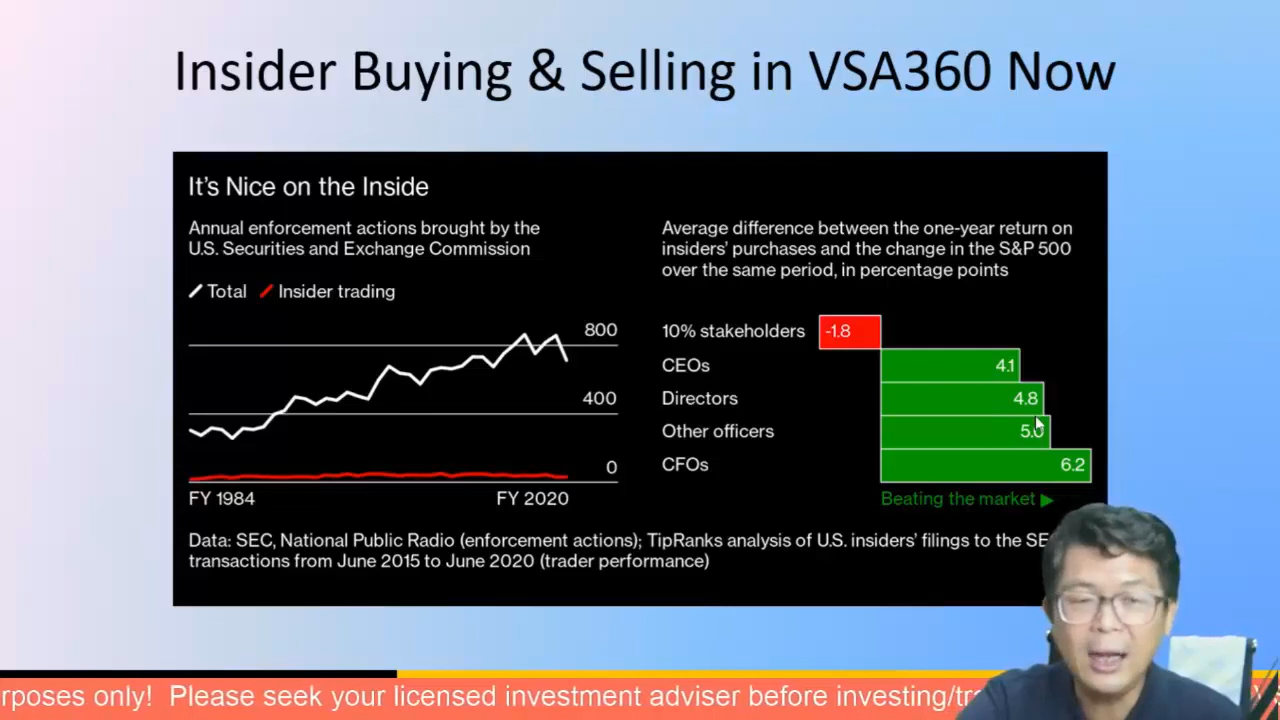 Insider Buying & Selling in VSA360 Now
It's Nice on the Inside
Annual enforcement actions brought by the
U.S. Securities and Exchange Commission
Total Insider trading
800
400
0
FY 1984 FY 2020
Average difference between the one-year return on
insiders' purchases and the change in the S&P 500
over the same period, in percentage points
10% stakeholders -1.8
CEOs 4.1
Directors 4.8
Other officers 5.0
CFOs 6.2
Beating the market ▶
Data: SEC, National Public Radio (enforcement actions); TipRanks analysis of U.S. insiders' filings to the
transactions from June 2015 to June 2020 (trader performance)
only! Please seek your licensed investment adviser before